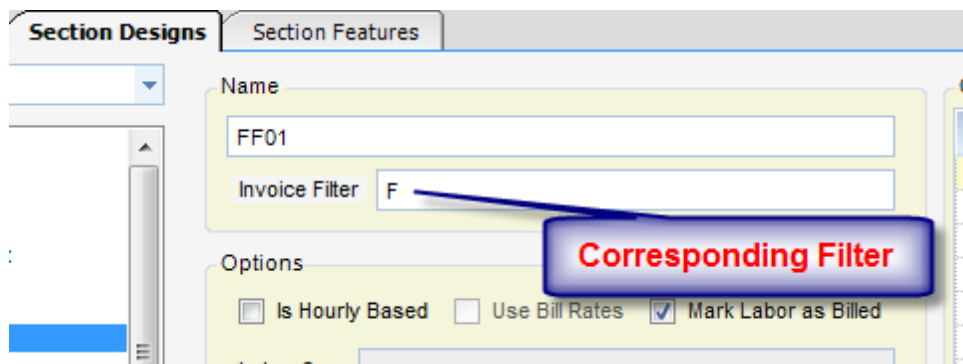 Section Designs Section Features
Name
FF01
Invoice Filter F
Corresponding Filter
Options
Is Hourly Based Use Bill Rates Mark Labor as Billed